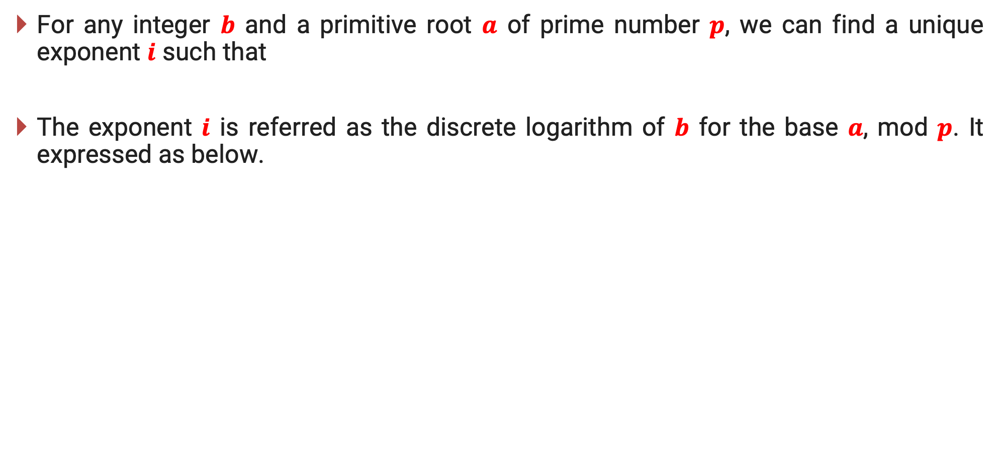 For any integer b and a primitive root a of prime number p, we can find a unique
exponent i such that
The exponent i is referred as the discrete logarithm of b for the base a, mod p. It
expressed as below.